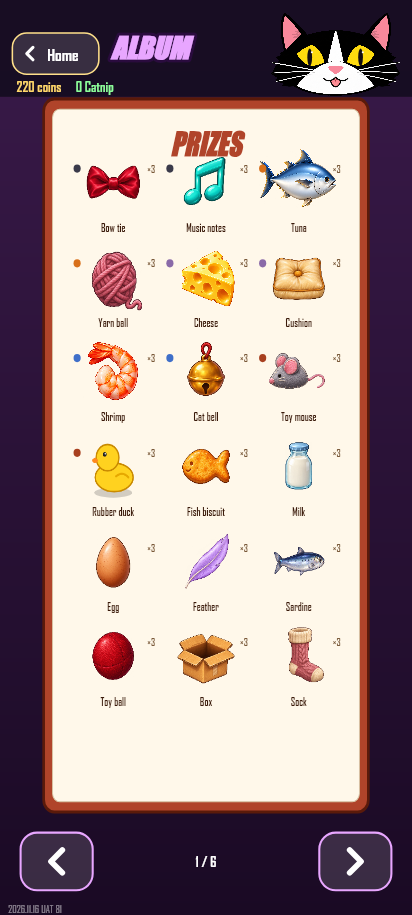 Home
ALBUM
220 coins 0 Catnip
PRIZES
×3 ×3 ×3
Bow tie Music notes Tuna
×3 ×3 ×3
Yarn ball Cheese Cushion
×3 ×3 ×3
Shrimp Cat bell Toy mouse
×3 ×3 ×3
Rubber duck Fish biscuit Milk
×3 ×3 ×3
Egg Feather Sardine
×3 ×3 ×3
Toy ball Box Sock
1 / 6